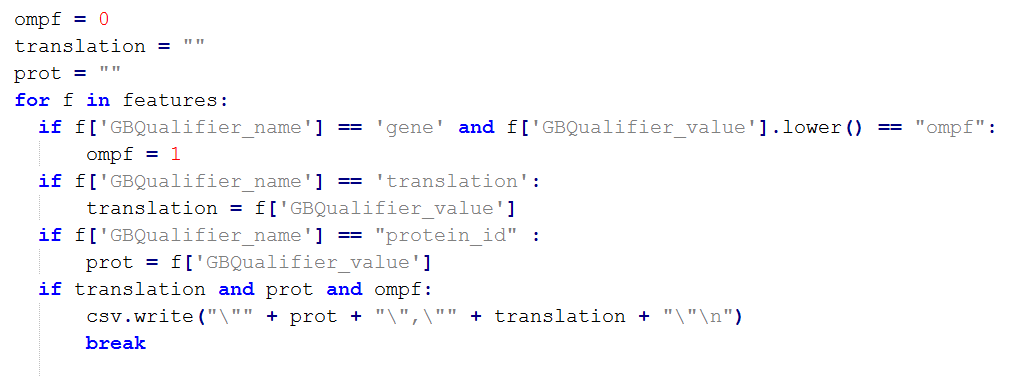 ompf = 0
translation = ""
prot = ""
for f in features:
  if f['GBQualifier_name'] == 'gene' and f['GBQualifier_value'].lower() == "ompf":
      ompf = 1
  if f['GBQualifier_name'] == 'translation':
      translation = f['GBQualifier_value']
  if f['GBQualifier_name'] == "protein_id" :
      prot = f['GBQualifier_value']
  if translation and prot and ompf:
      csv.write("\"" + prot + "\",\"" + translation + "\"\n")
      break